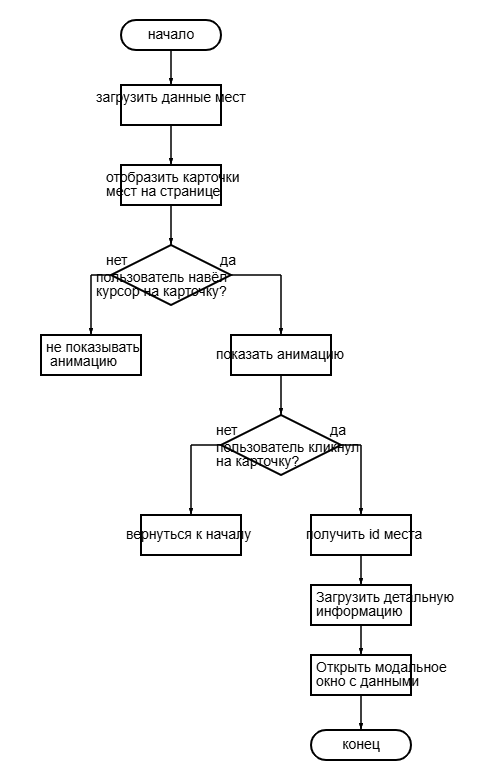 начало
загрузить данные мест
отобразить карточки
мест на странице
нет
да
пользователь навёл
курсор на карточку?
не показывать
анимацию
показать анимацию
нет
да
пользователь кликнул
на карточку?
вернуться к началу
получить id места
Загрузить детальную
информацию
Открыть модальное
окно с данными
конец